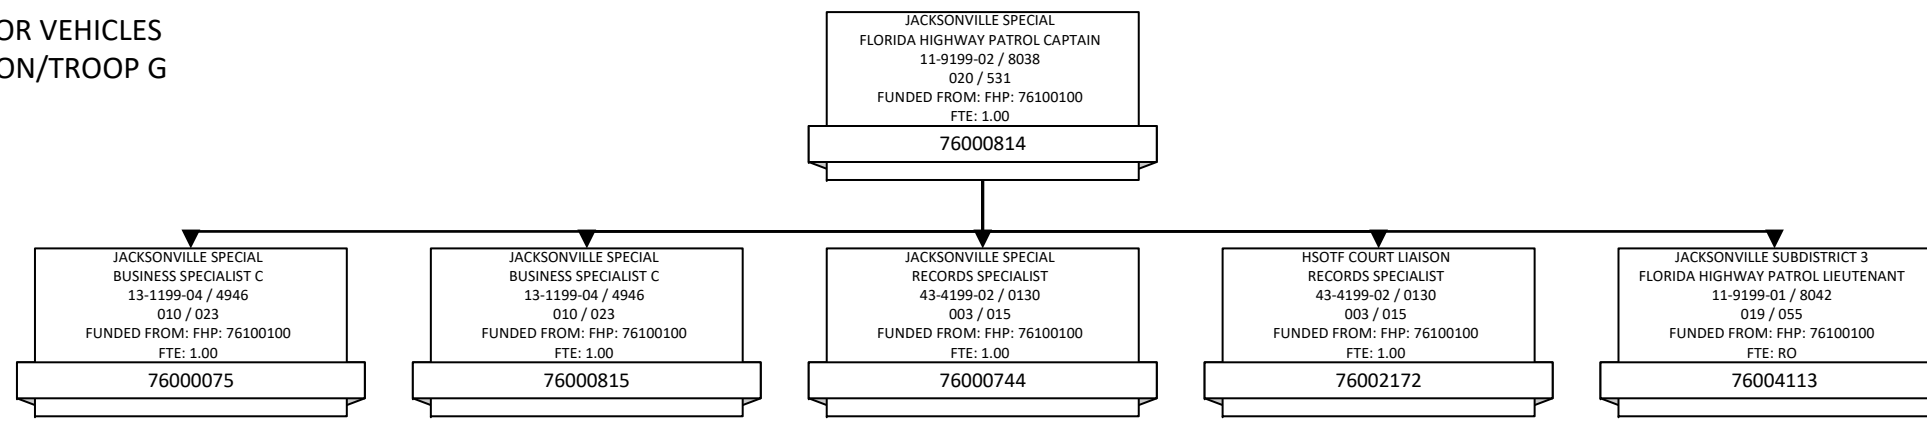 OR VEHICLES
ON/TROOP G
JACKSONVILLE SPECIAL
FLORIDA HIGHWAY PATROL CAPTAIN
11-9199-02 / 8038
020 / 531
FUNDED FROM: FHP: 76100100
FTE: 1.00
76000814
JACKSONVILLE SPECIAL
BUSINESS SPECIALIST C
13-1199-04 / 4946
010 / 023
FUNDED FROM: FHP: 76100100
FTE: 1.00
76000075
JACKSONVILLE SPECIAL
BUSINESS SPECIALIST C
13-1199-04 / 4946
010 / 023
FUNDED FROM: FHP: 76100100
FTE: 1.00
76000815
JACKSONVILLE SPECIAL
RECORDS SPECIALIST
43-4199-02 / 0130
003 / 015
FUNDED FROM: FHP: 76100100
FTE: 1.00
76000744
HSOTF COURT LIAISON
RECORDS SPECIALIST
43-4199-02 / 0130
003 / 015
FUNDED FROM: FHP: 76100100
FTE: 1.00
76002172
JACKSONVILLE SUBDISTRICT 3
FLORIDA HIGHWAY PATROL LIEUTENANT
11-9199-01 / 8042
019 / 055
FUNDED FROM: FHP: 76100100
FTE: RO
76004113